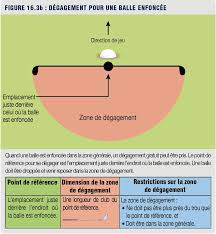 FIGURE 16.3b : DÉGAGEMENT POUR UNE BALLE ENFONCÉE
Direction de jeu
Emplacement
juste derrière
celui où la balle
est enfoncée
Zone de dégagement
Quand une balle est enfoncée dans la zone générale, un dégagement gratuit peut être pris. Le point de
référence pour se dégager est l'emplacement juste derrière l'endroit où la balle est enfoncée. Une balle
doit être droppée et venir reposer dans la zone de dégagement.
Point de référence
Dimension de la zone
de dégagement
Restrictions sur la zone
de dégagement
L'emplacement juste
derrière l'endroit
où la balle est enfoncée.
Une longueur de club du
point de référence.
La zone de dégagement :
• Ne doit pas être plus près du trou que
le point de référence, et
• Doit être dans la zone générale.